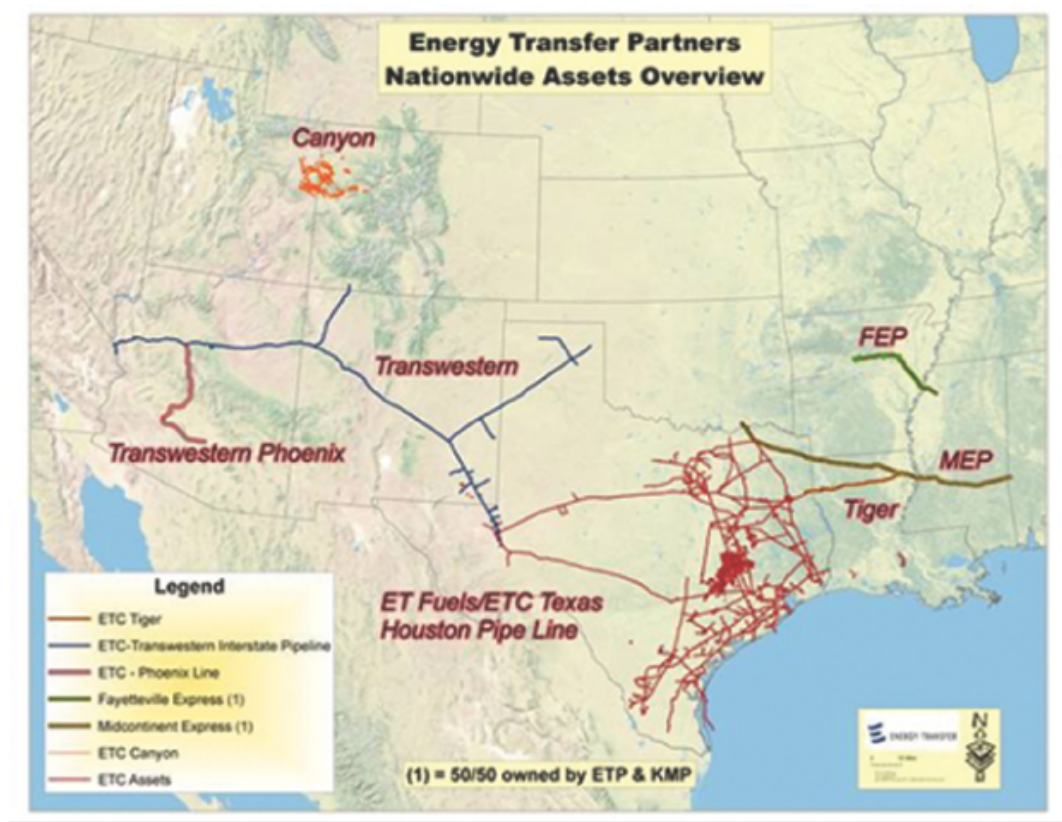 Energy Transfer Partners
Nationwide Assets Overview
Canyon
FEP
Transwestern
Transwestern Phoenix
MEP
Tiger
ET Fuels/ETC Texas
Houston Pipe Line
Legend
ETC Tiger
ETC-Transwestern Interstate Pipeline
ETC - Phoenix Line
Fayetteville Express (1)
Midcontinent Express (1)
ETC Canyon
ETC Assets
(1) = 50/50 owned by ETP & KMP
ENERGY TRANSFER
N